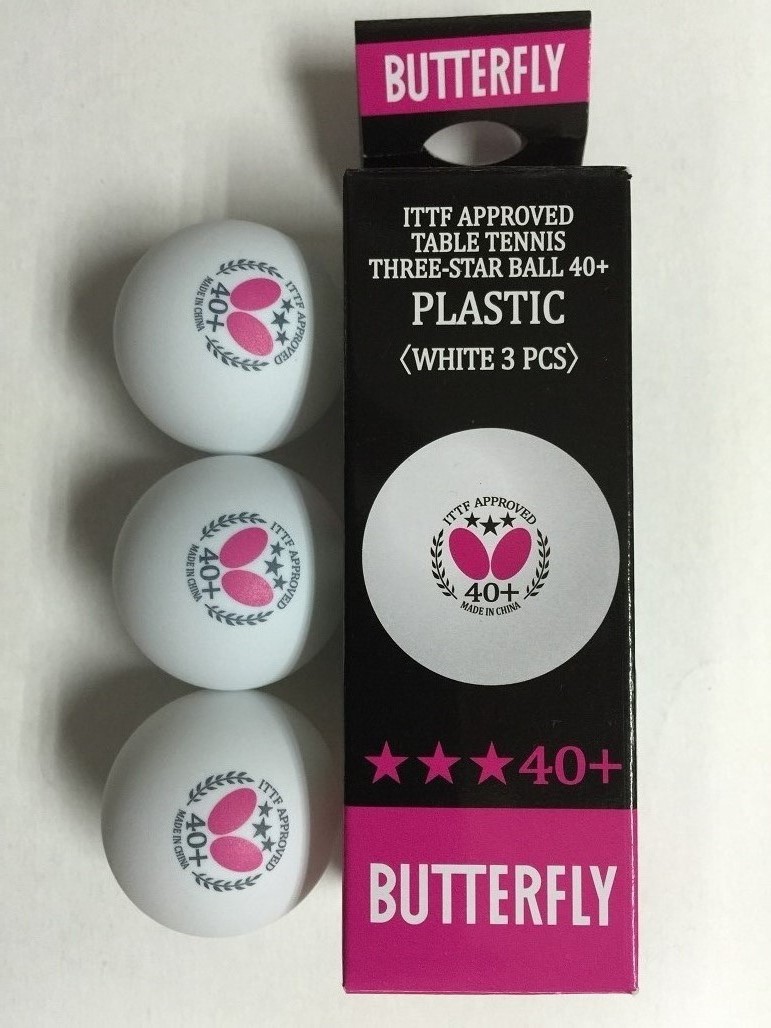 BUTTERFLY
ITTF APPROVED
TABLE TENNIS
THREE-STAR BALL 40+
PLASTIC
〈WHITE 3 PCS〉
ITTF APPROVED
★★★
40+
MADE IN CHINA
★★★40+
BUTTERFLY
ITTF APPROVED
★★★
40+
MADE IN CHINA
ITTF APPROVED
★★★
40+
MADE IN CHINA
ITTF APPROVED
★★★
40+
MADE IN CHINA